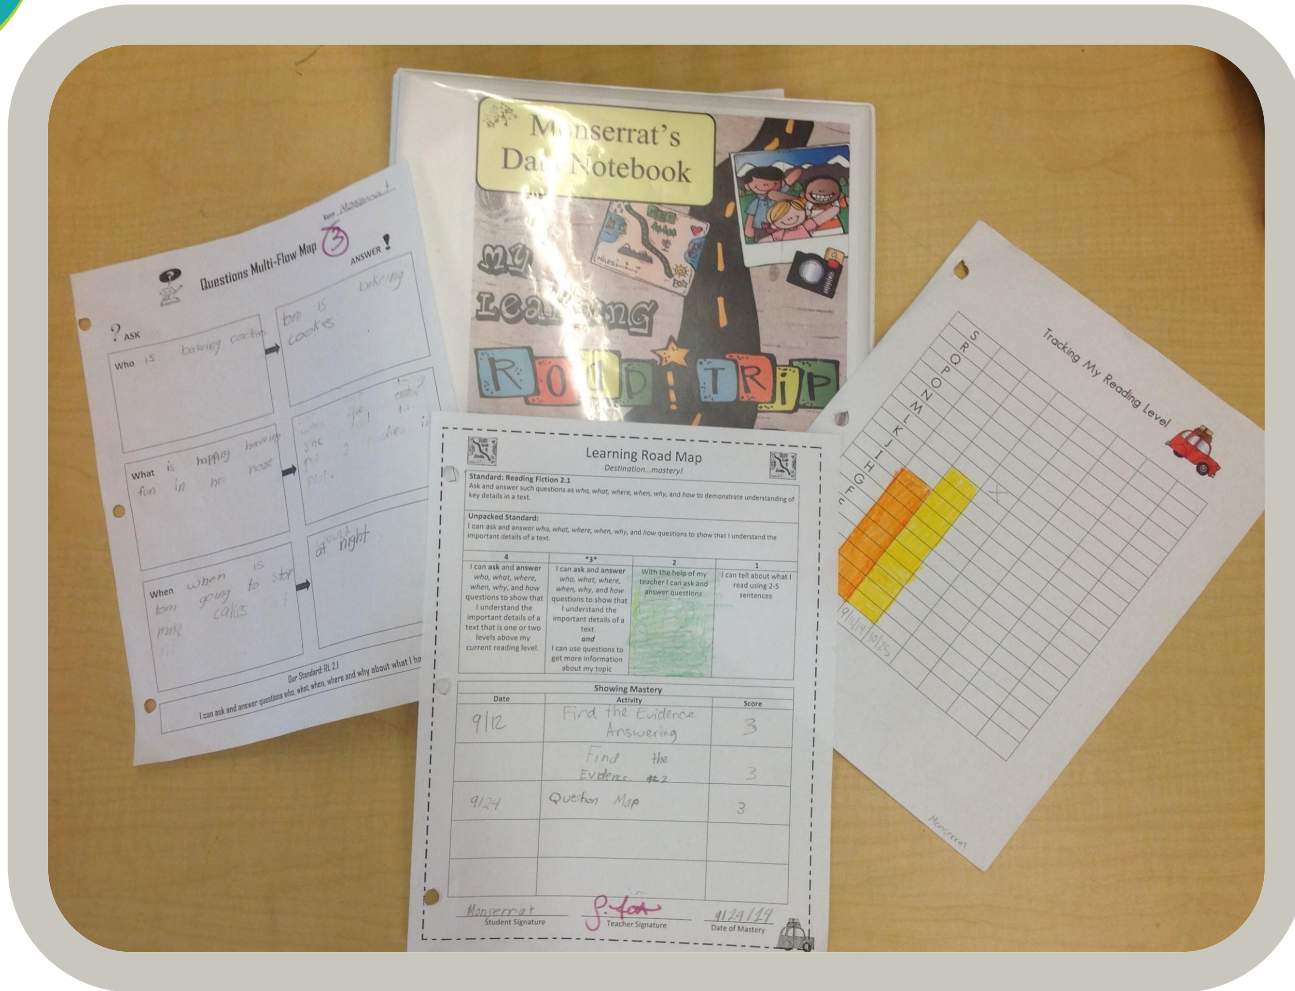 Monserrat's
Data Notebook
MY
LEARNING
ROAD TRIP
Name Monserrat
Questions Multi-Flow Map
3
? ASK
ANSWER !
Who is baking cookies
tom is bakeing
cookies
What is happing haveing
fun in her house
When when is
tom going to stop
make cakes
at night
Our Standard: RL 2.1
I can ask and answer questions who, what, when, where and why about what I ha
Learning Road Map
Destination...mastery!
Standard: Reading Fiction 2.1
Ask and answer such questions as who, what, where, when, why, and how to demonstrate understanding of
key details in a text.
Unpacked Standard:
I can ask and answer who, what, where, when, why, and how questions to show that I understand the
important details of a text.
4
I can ask and answer
who, what, where,
when, why, and how
questions to show that
I understand the
important details of a
text that is one or two
levels above my
current reading level.
*3*
I can ask and answer
who, what, where,
when, why, and how
questions to show that
I understand the
important details of a
text
and
I can use questions to
get more information
about my topic
2
With the help of my
teacher I can ask and
answer questions
1
I can tell about what I
read using 2-5
sentences
Showing Mastery
Date Activity Score
9/12 Find the Evidence 3
Answering
Find the
Evidence #2 3
9/24 Question Map 3
Monserrat
Student Signature
Teacher Signature
9/24/14
Date of Mastery
Tracking My Reading Level
S
R
Q
P
O
N
M
L
K
J
I
H
G
F
Monserrat